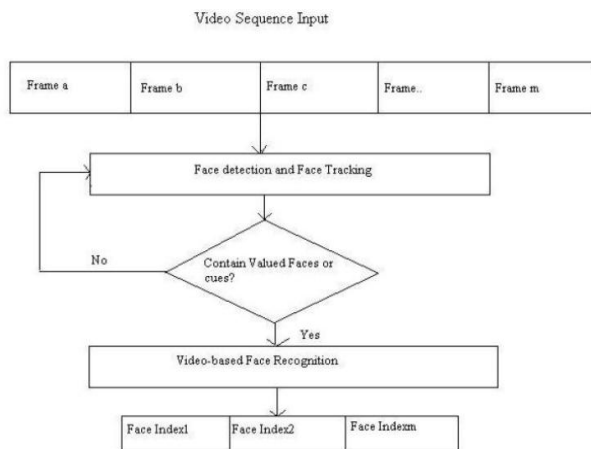 Video Sequence Input
Frame a
Frame b
Frame c
Frame..
Frame m
Face detection and Face Tracking
No
Contain Valued Faces or
cues?
Yes
Video-based Face Recognition
Face Index1
Face Index2
Face Indexm